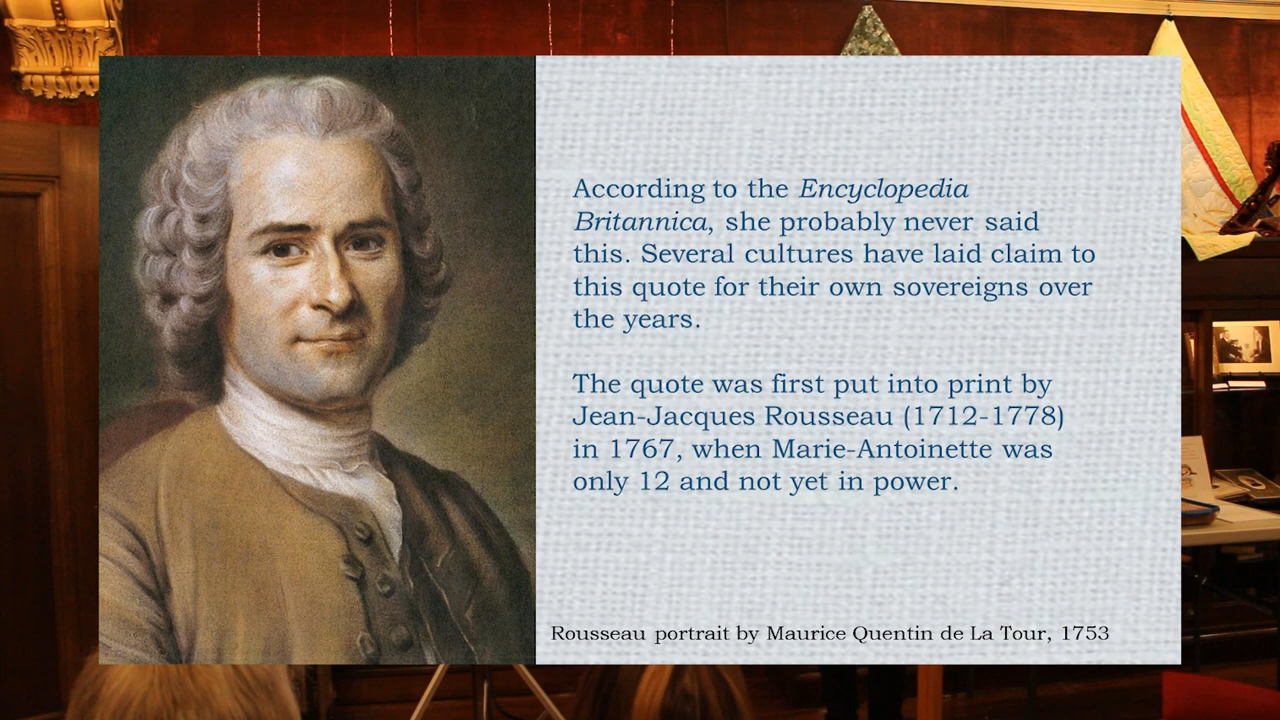 According to the Encyclopedia
Britannica, she probably never said
this. Several cultures have laid claim to
this quote for their own sovereigns over
the years.
The quote was first put into print by
Jean-Jacques Rousseau (1712-1778)
in 1767, when Marie-Antoinette was
only 12 and not yet in power.
Rousseau portrait by Maurice Quentin de La Tour, 1753